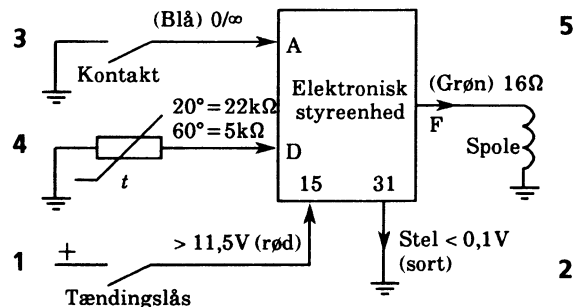 3
(Blå) 0/∞
5
A
Kontakt
Elektronisk
styreenhed
(Grøn) 16Ω
F
Spole
4
20°=22kΩ
60°=5kΩ
D
t
15
31
1
+
> 11,5V (rød)
Tændingslås
Stel < 0,1V
(sort)
2